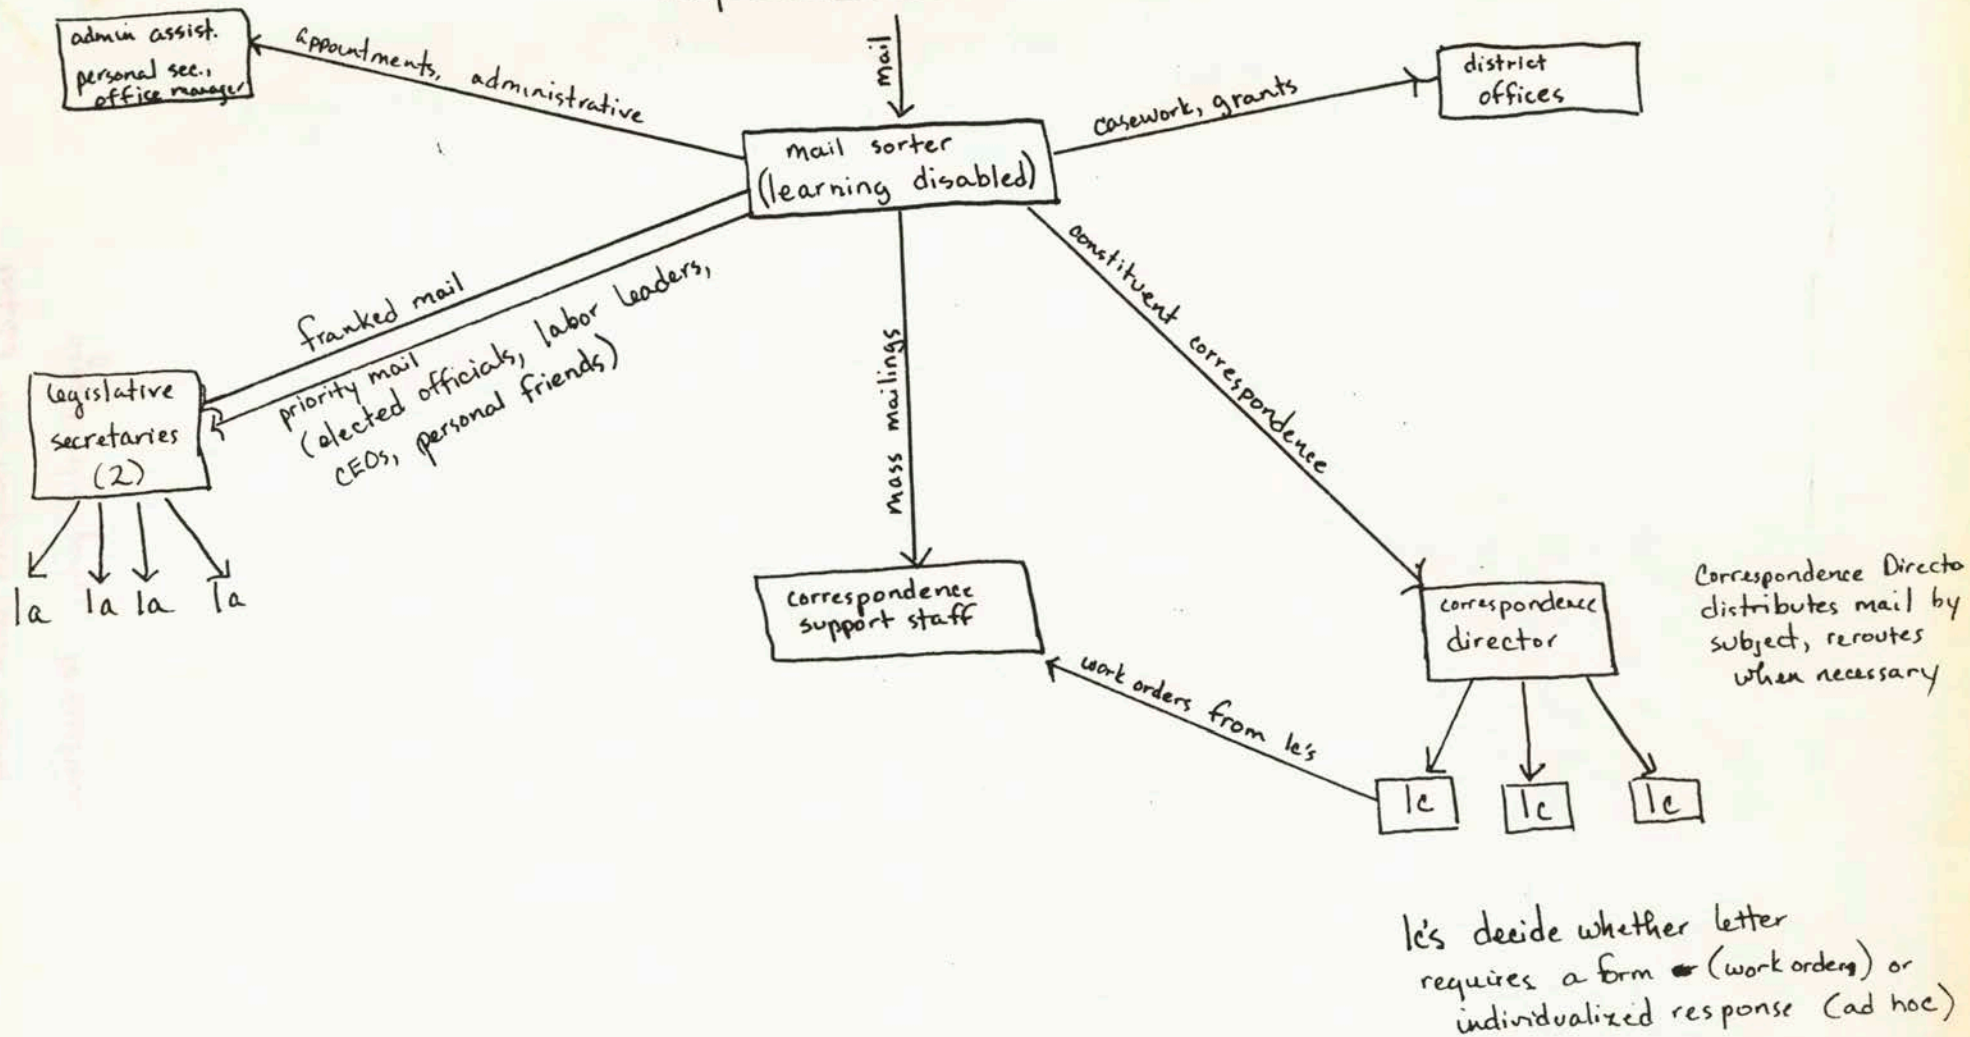 admin assist.
personal sec.,
office manager
appointments, administrative
mail
casework, grants
district
offices
mail sorter
(learning disabled)
franked mail
priority mail
(elected officials, labor leaders,
CEOs, personal friends)
mass mailings
constituent correspondence
legislative
secretaries
(2)
la la la la
correspondence
support staff
correspondence
director
Correspondence Directo
distributes mail by
subject, reroutes
when necessary
work orders from lc's
lc lc lc
lc's decide whether letter
requires a form (work order) or
individualized response (ad hoc)